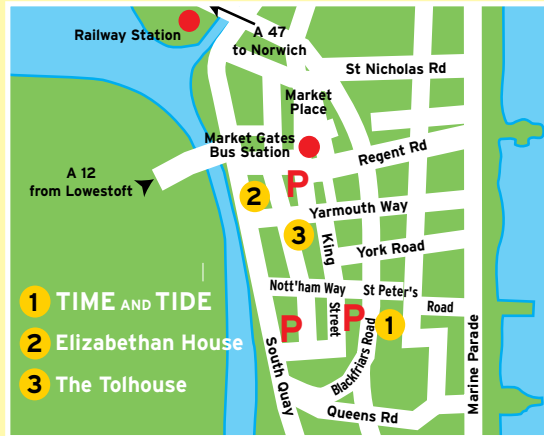 Railway Station
A 47
to Norwich
St Nicholas Rd
Market
Place
Market Gates
Bus Station
Regent Rd
A 12
from Lowestoft
P
2
Yarmouth Way
3
King
York Road
Nott'ham Way
St Peter's
Road
Street
P
P
1
Blackfriars Road
South Quay
Queens Rd
Marine Parade
1 TIME AND TIDE
2 Elizabethan House
3 The Tolhouse